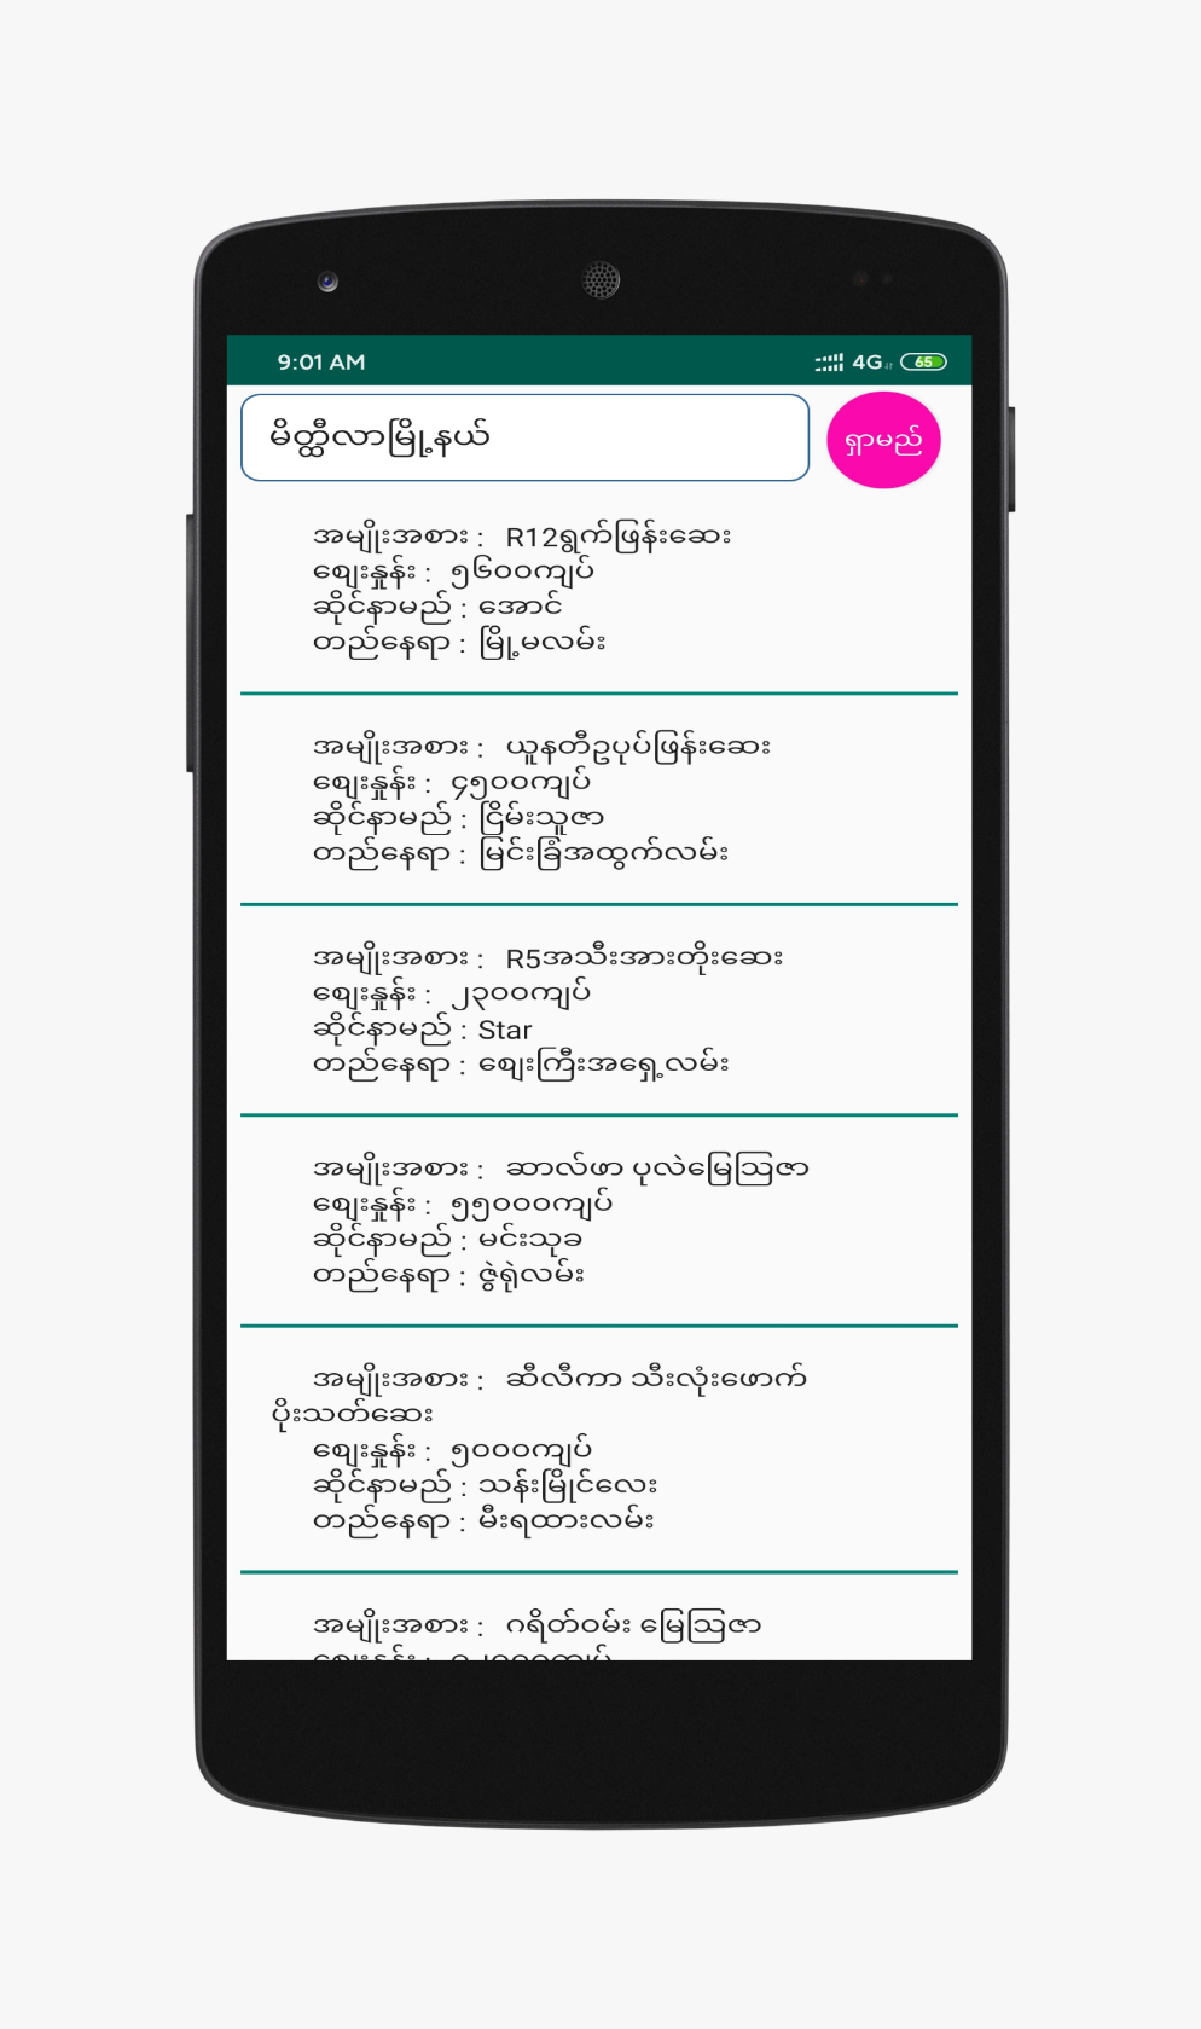 9:01 AM 4G 65
မိတ္ထီလာမြို့နယ်
ရှာမည်
အမျိုးအစား : R12ရွက်ဖြန်းဆေး
ဈေးနှုန်း : ၅၆၀၀ကျပ်
ဆိုင်နာမည် : အောင်
တည်နေရာ : မြို့မလမ်း
အမျိုးအစား : ယူနတီဥပုပ်ဖြန်းဆေး
ဈေးနှုန်း : ၄၅၀၀ကျပ်
ဆိုင်နာမည် : ငြိမ်းသူဇာ
တည်နေရာ : မြင်းခြံအထွက်လမ်း
အမျိုးအစား : R5အသီးအားတိုးဆေး
ဈေးနှုန်း : ၂၃၀၀ကျပ်
ဆိုင်နာမည် : Star
တည်နေရာ : ဈေးကြီးအရှေ့လမ်း
အမျိုးအစား : ဆာလ်ဖာ ပုလဲမြေဩဇာ
ဈေးနှုန်း : ၅၅၀၀၀ကျပ်
ဆိုင်နာမည် : မင်းသုခ
တည်နေရာ : ဇွဲရုဲလမ်း
အမျိုးအစား : ဆီလီကာ သီးလုံးဖောက်
ပိုးသတ်ဆေး
ဈေးနှုန်း : ၅၀၀၀ကျပ်
ဆိုင်နာမည် : သန်းမြိုင်လေး
တည်နေရာ : မီးရထားလမ်း
အမျိုးအစား : ဂရိတ်ဝမ်း မြေဩဇာ